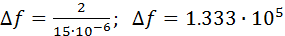 Δf = 2/(15·10⁻⁶); Δf = 1.333·10⁵